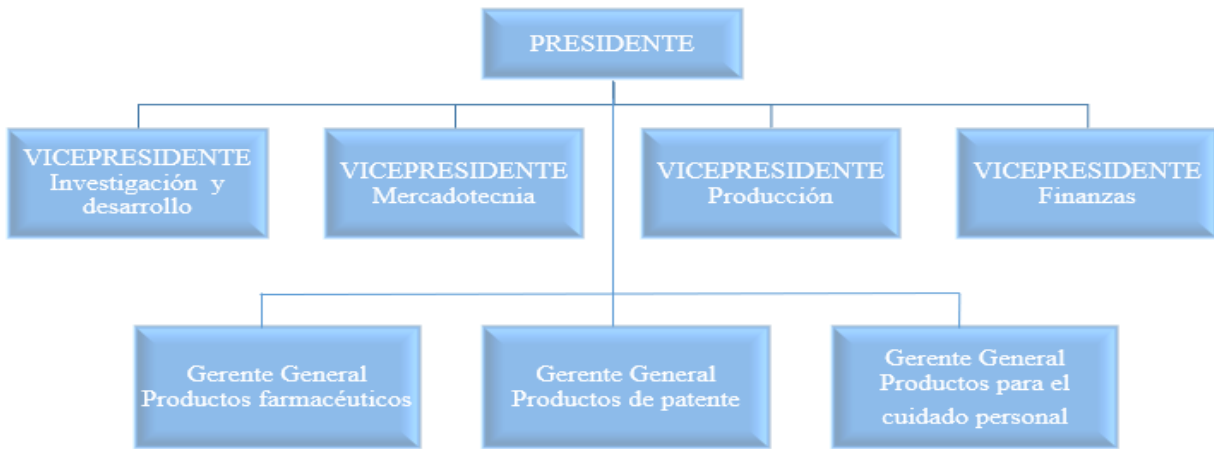 PRESIDENTE
VICEPRESIDENTE
Investigación y
desarrollo
VICEPRESIDENTE
Mercadotecnia
VICEPRESIDENTE
Producción
VICEPRESIDENTE
Finanzas
Gerente General
Productos farmacéuticos
Gerente General
Productos de patente
Gerente General
Productos para el
cuidado personal